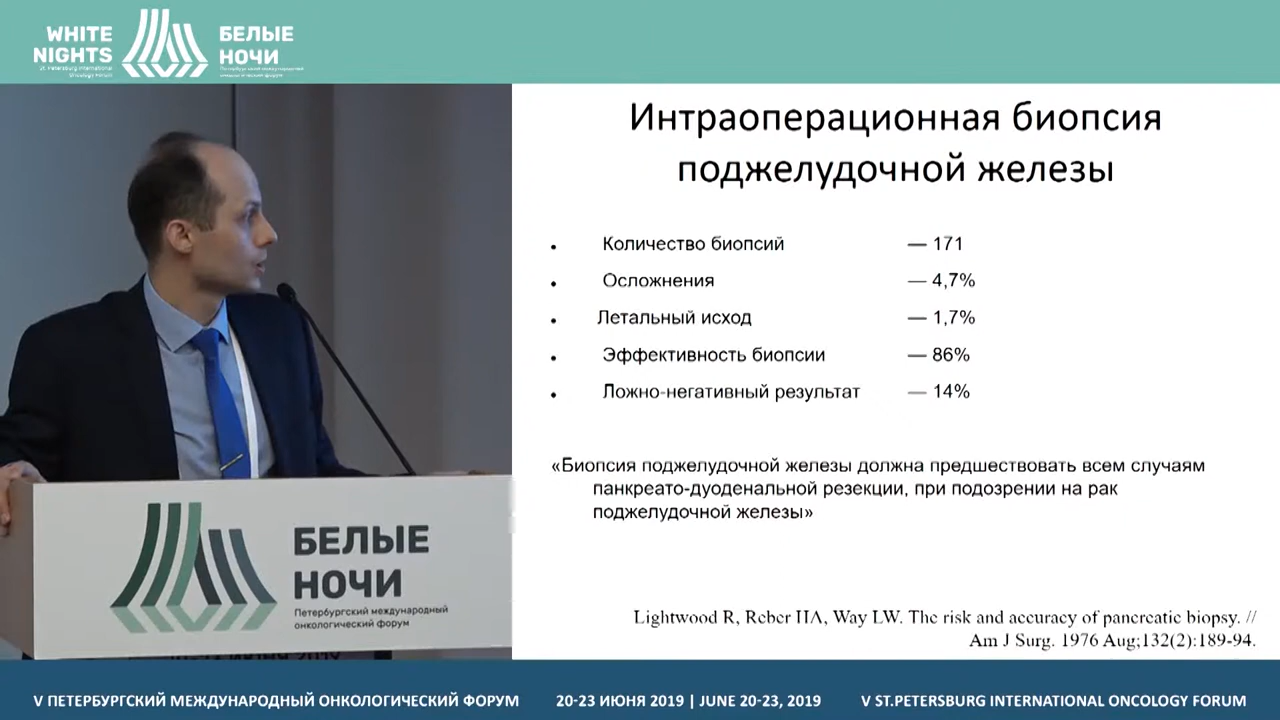 WHITE
NIGHTS
St. Petersburg International
Oncology Forum
БЕЛЫЕ
НОЧИ
Петербургский международный
онкологический форум
Интраоперационная биопсия
поджелудочной железы
• Количество биопсий — 171
• Осложнения — 4,7%
• Летальный исход — 1,7%
• Эффективность биопсии — 86%
• Ложно-негативный результат — 14%
«Биопсия поджелудочной железы должна предшествовать всем случаям
панкреато-дуоденальной резекции, при подозрении на рак
поджелудочной железы»
Lightwood R, Reber HA, Way LW. The risk and accuracy of pancreatic biopsy. //
Am J Surg. 1976 Aug;132(2):189-94.
БЕЛЫЕ
НОЧИ
Петербургский международный
онкологический форум
V ПЕТЕРБУРГСКИЙ МЕЖДУНАРОДНЫЙ ОНКОЛОГИЧЕСКИЙ ФОРУМ 20-23 ИЮНЯ 2019 | JUNE 20-23, 2019 V ST.PETERSBURG INTERNATIONAL ONCOLOGY FORUM